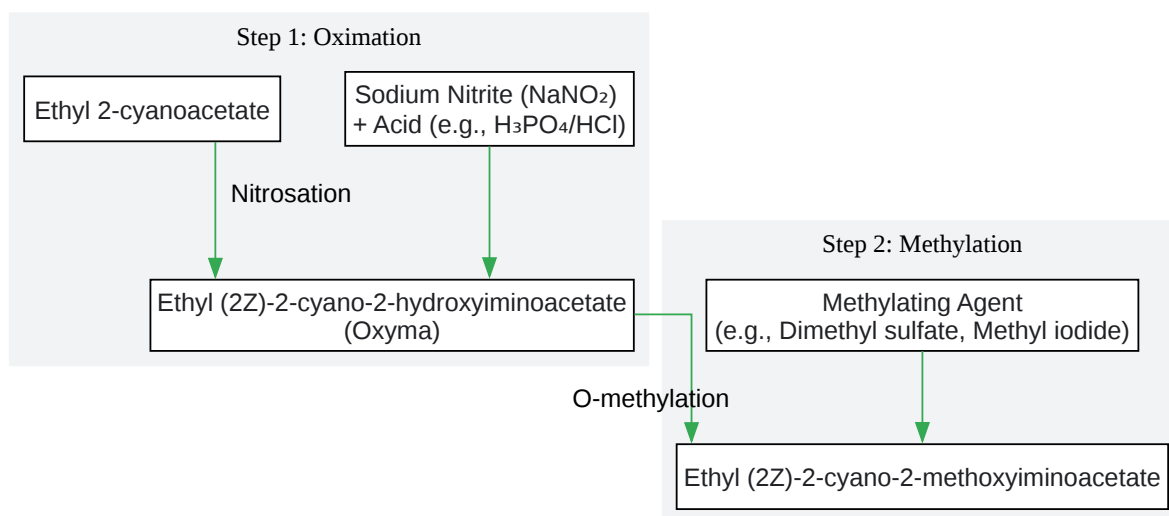 Step 1: Oximation
Ethyl 2-cyanoacetate
Sodium Nitrite (NaNO₂)
+ Acid (e.g., H₃PO₄/HCl)
Nitrosation
Ethyl (2Z)-2-cyano-2-hydroxyiminoacetate
(Oxyma)
Step 2: Methylation
Methylating Agent
(e.g., Dimethyl sulfate, Methyl iodide)
O-methylation
Ethyl (2Z)-2-cyano-2-methoxyiminoacetate